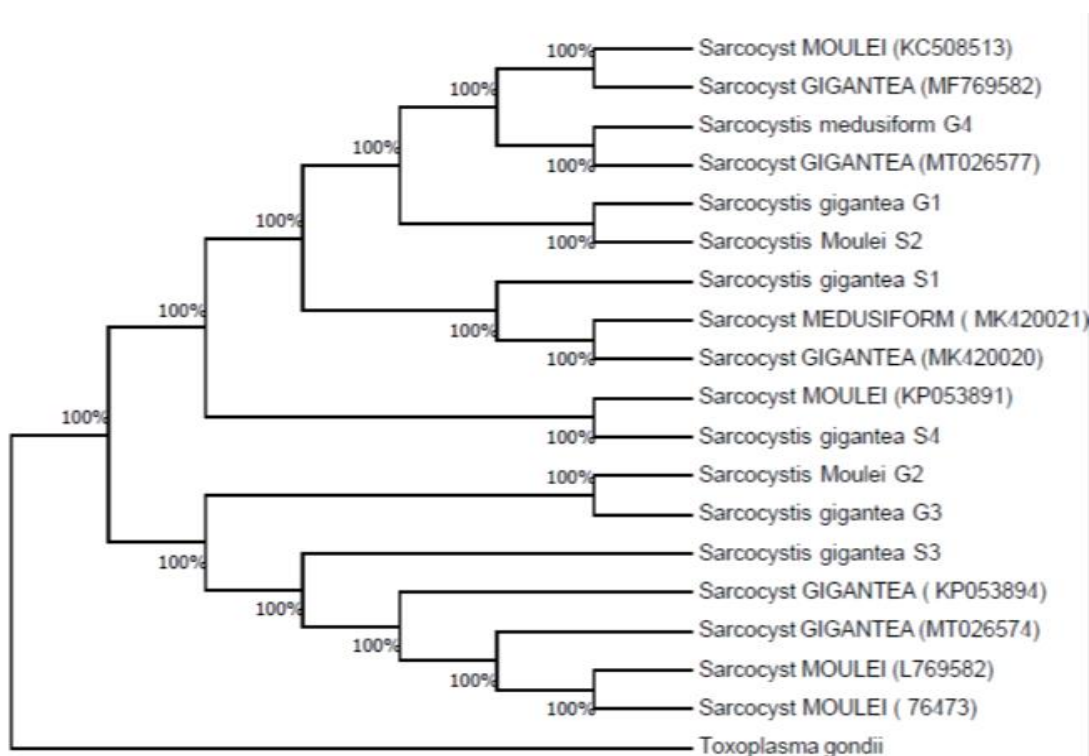 100% Sarcocyst MOULEI (KC508513)
100% Sarcocyst GIGANTEA (MF769582)
Sarcocystis medusiform G4
100% 100% Sarcocyst GIGANTEA (MT026577)
Sarcocystis gigantea G1
100% 100% Sarcocystis Moulei S2
Sarcocystis gigantea S1
100% 100% Sarcocyst MEDUSIFORM ( MK420021)
100% Sarcocyst GIGANTEA (MK420020)
Sarcocyst MOULEI (KP053891)
100% 100% Sarcocystis gigantea S4
100% Sarcocystis Moulei G2
Sarcocystis gigantea G3
100% Sarcocystis gigantea S3
Sarcocyst GIGANTEA ( KP053894)
100% Sarcocyst GIGANTEA (MT026574)
100% Sarcocyst MOULEI (L769582)
100% 100% Sarcocyst MOULEI ( 76473)
Toxoplasma gondii